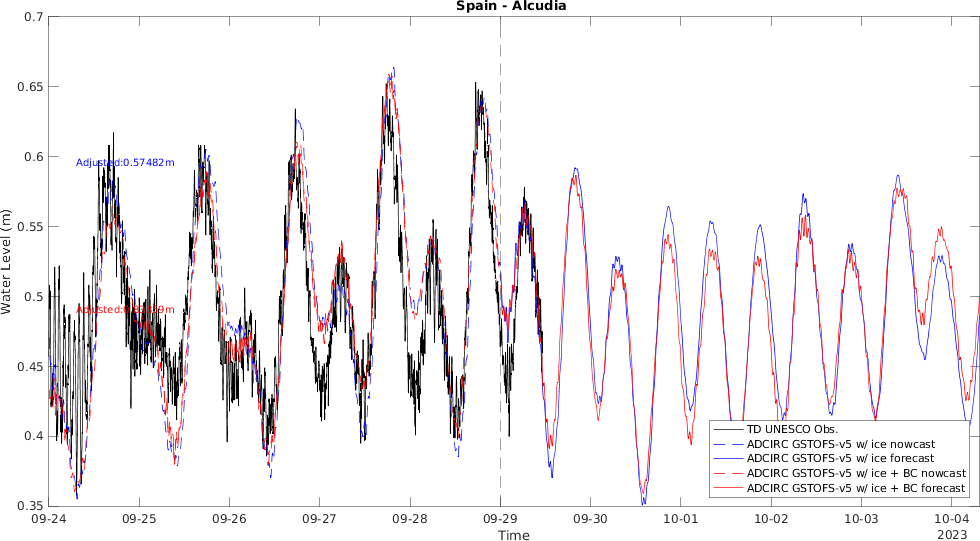 Spain - Alcudia
Water Level (m)
0.7
0.65
0.6
0.55
0.5
0.45
0.4
0.35
Adjusted:0.57482m
09-24
09-25
09-26
09-27
09-28
09-29
09-30
10-01
10-02
10-03
10-04
Time
2023
TD UNESCO Obs.
ADCIRC GSTOFS-v5 w/ ice nowcast
ADCIRC GSTOFS-v5 w/ ice forecast
ADCIRC GSTOFS-v5 w/ ice + BC nowcast
ADCIRC GSTOFS-v5 w/ ice + BC forecast